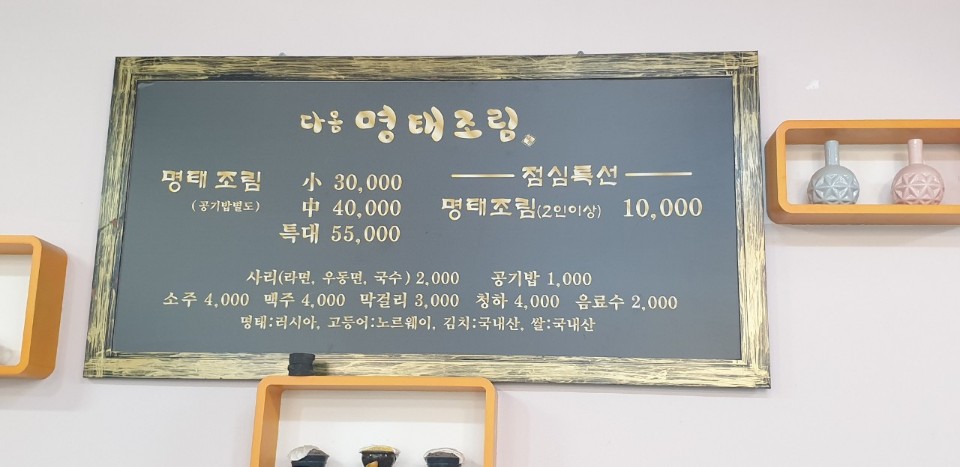 다옹 명태조림
명태 조림 小 30,000
(공기밥별도) 中 40,000
특대 55,000
점심특선
명태조림(2인이상) 10,000
사리(라면, 우동면, 국수) 2,000 공기밥 1,000
소주 4,000 맥주 4,000 막걸리 3,000 청하 4,000 음료수 2,000
명태:러시아, 고등어:노르웨이, 김치:국내산, 쌀:국내산